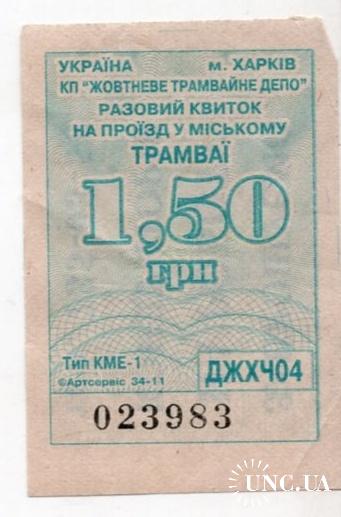 УКРАЇНА м. ХАРКІВ
КП "ЖОВТНЕВЕ ТРАМВАЙНЕ ДЕПО"
РАЗОВИЙ КВИТОК
НА ПРОЇЗД У МІСЬКОМУ
ТРАМВАЇ
1,50
грн
Тип КМЕ-1
©Артсервіс 34-11
ДЖХЧ04
023983
UNC.UA